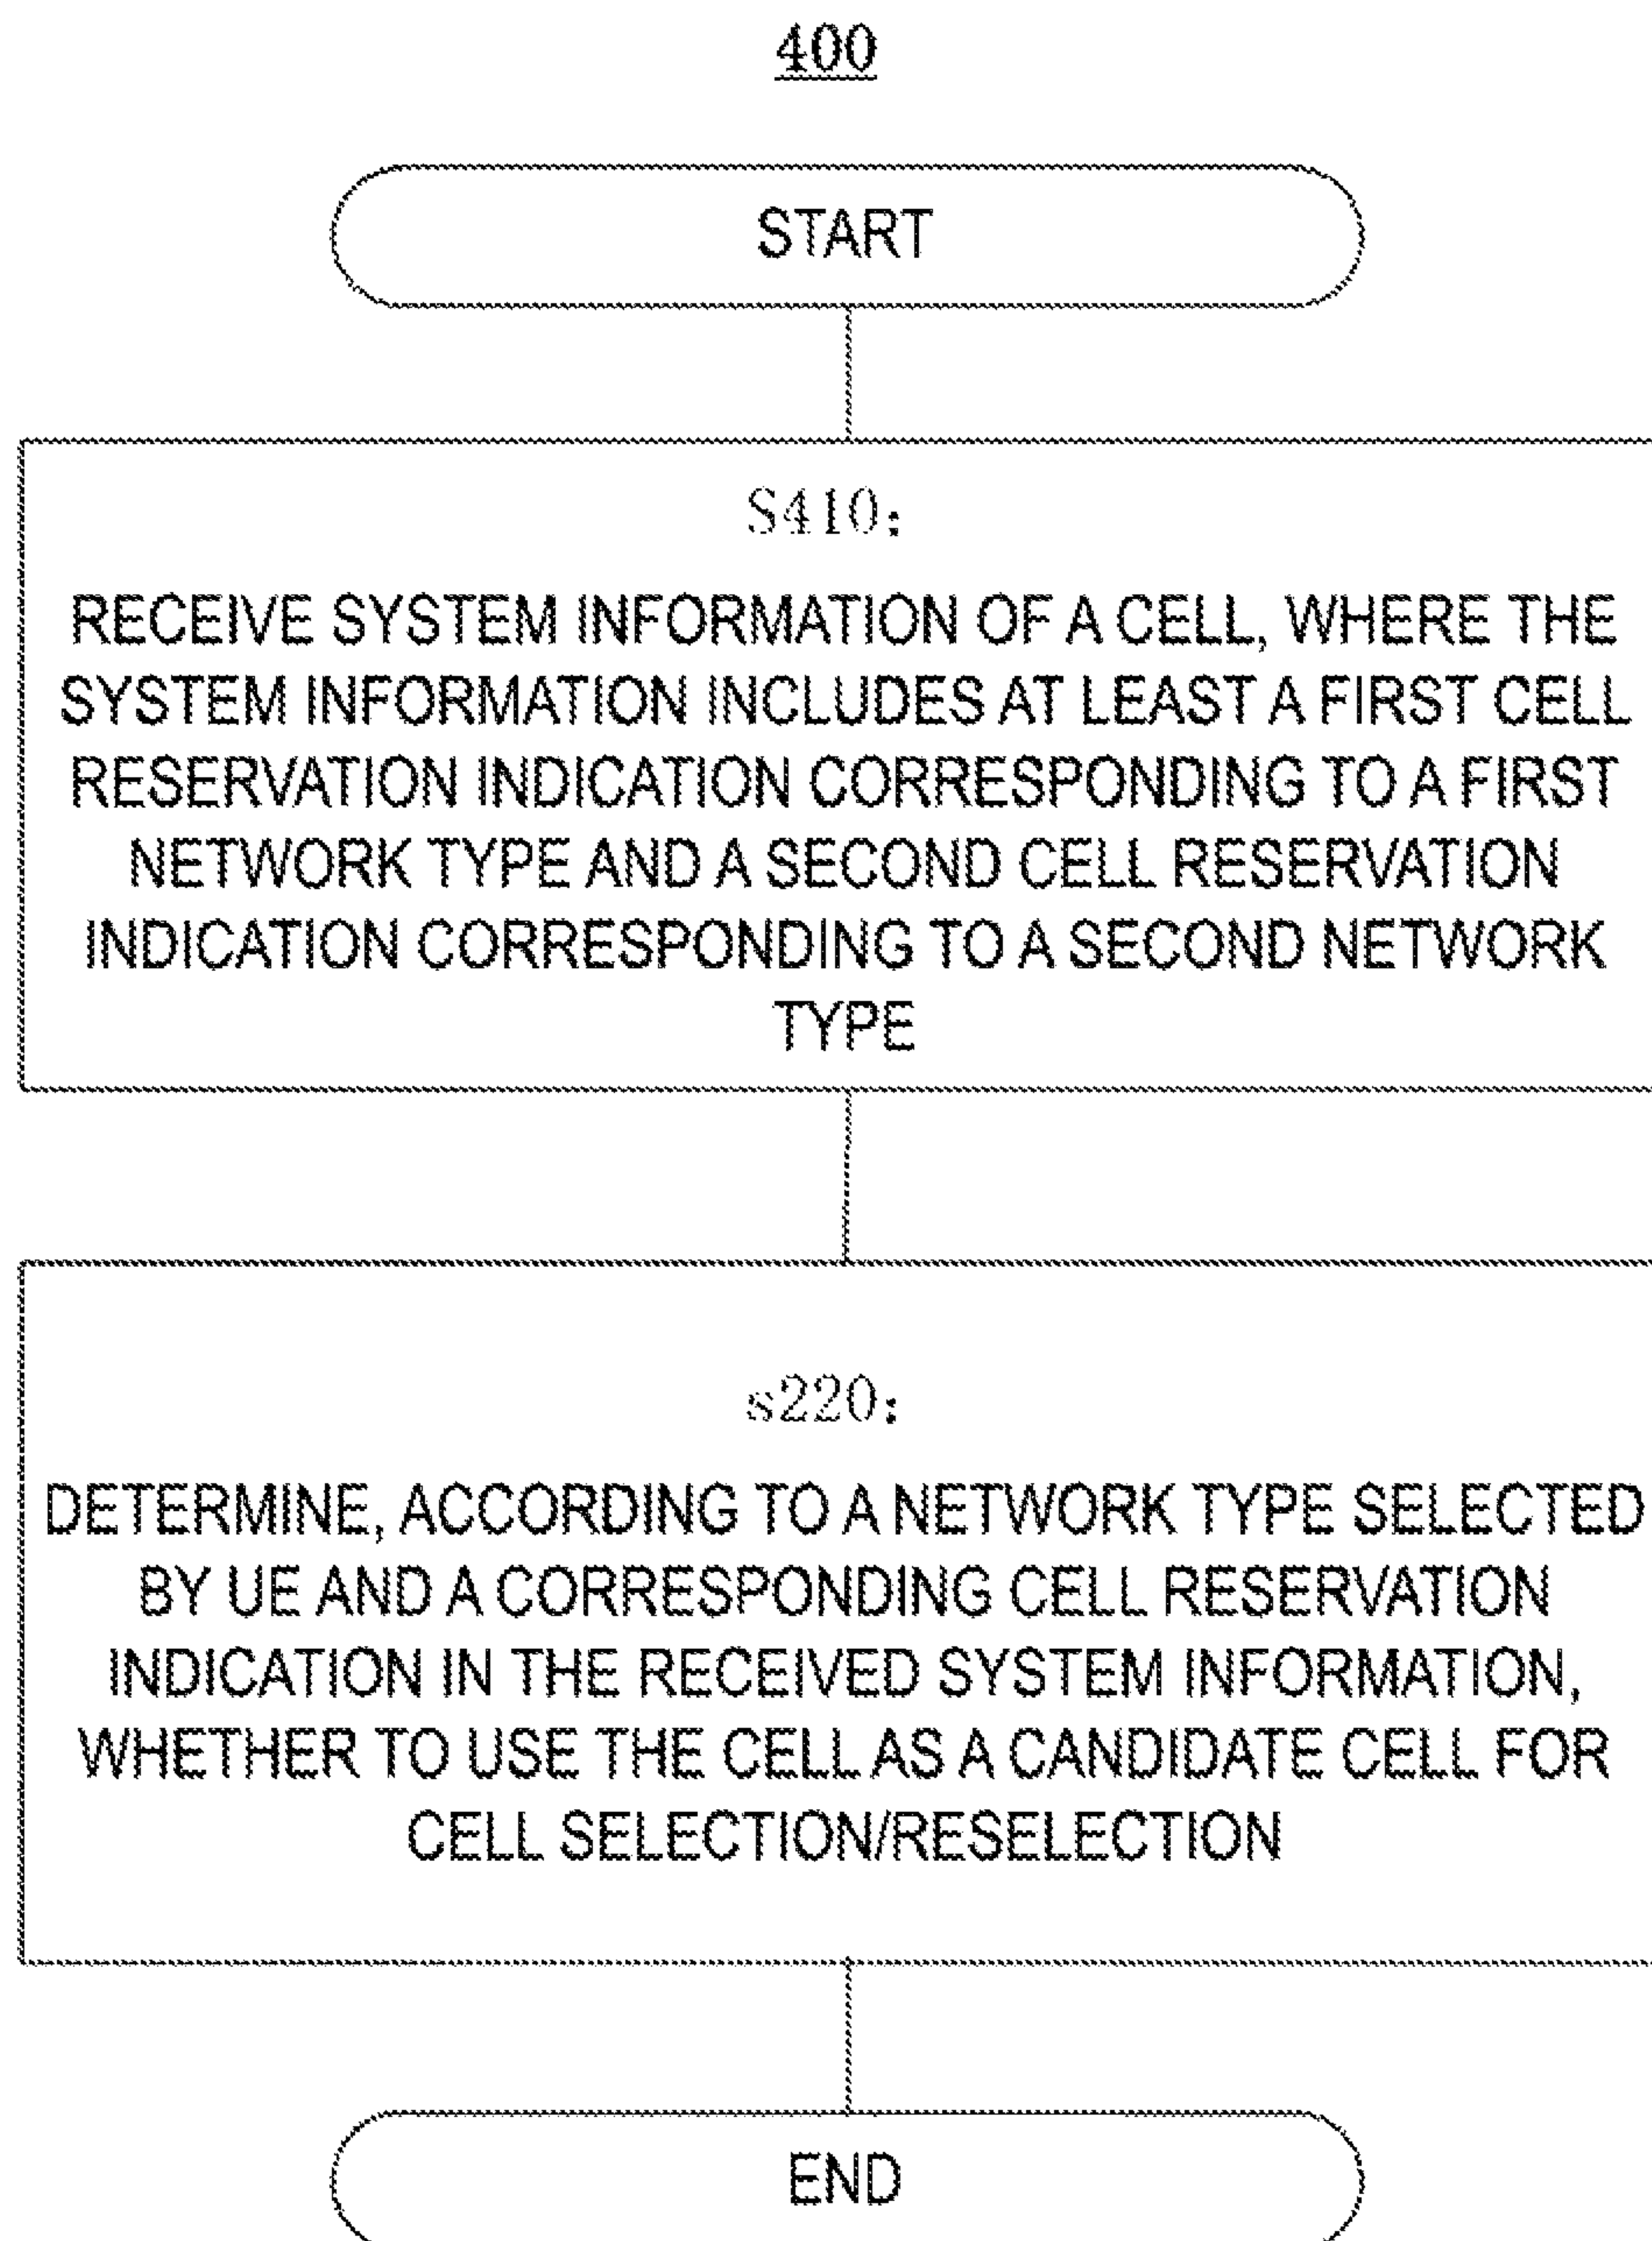 400
START
S410:
RECEIVE SYSTEM INFORMATION OF A CELL, WHERE THE
SYSTEM INFORMATION INCLUDES AT LEAST A FIRST CELL
RESERVATION INDICATION CORRESPONDING TO A FIRST
NETWORK TYPE AND A SECOND CELL RESERVATION
INDICATION CORRESPONDING TO A SECOND NETWORK
TYPE
s220:
DETERMINE, ACCORDING TO A NETWORK TYPE SELECTED
BY UE AND A CORRESPONDING CELL RESERVATION
INDICATION IN THE RECEIVED SYSTEM INFORMATION,
WHETHER TO USE THE CELL AS A CANDIDATE CELL FOR
CELL SELECTION/RESELECTION
END